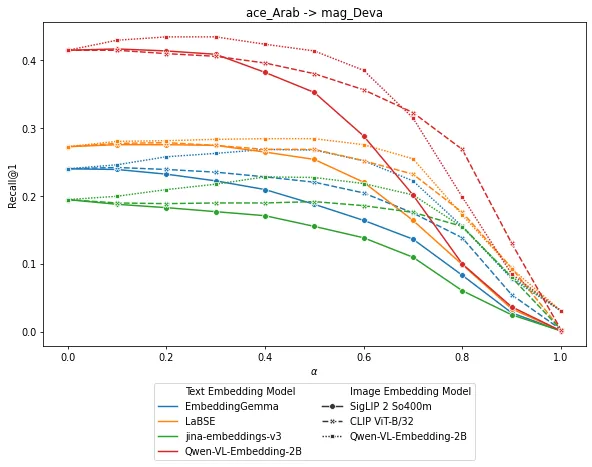 ace_Arab -> mag_Deva
Recall@1
0.4
0.3
0.2
0.1
0.0
0.0 0.2 0.4 0.6 0.8 1.0
α
Text Embedding Model
EmbeddingGemma
LaBSE
jina-embeddings-v3
Qwen-VL-Embedding-2B
Image Embedding Model
SigLIP 2 So400m
CLIP ViT-B/32
Qwen-VL-Embedding-2B